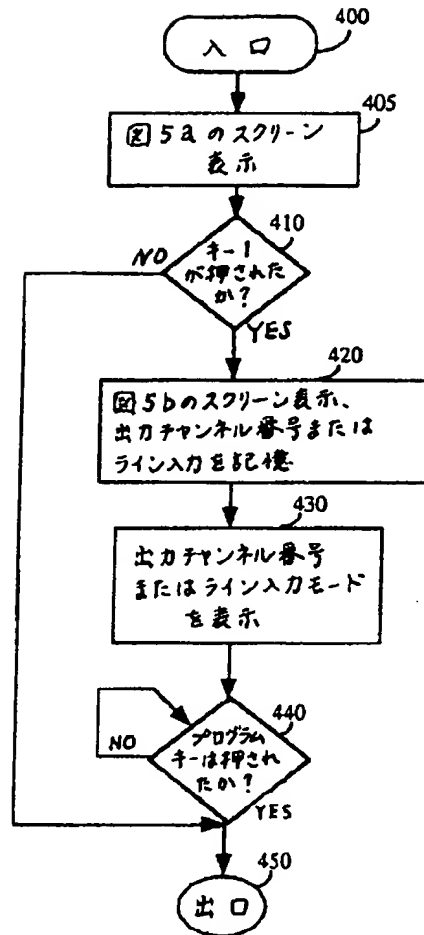 400
入口
405
図5aのスクリーン
表示
410
NO
キー1
が押された
か?
YES
420
図5bのスクリーン表示、
出力チャンネル番号または
ライン入力を記憶
430
出力チャンネル番号
またはライン入力モード
を表示
440
プログラム
キーは押され
たか?
NO
YES
450
出口